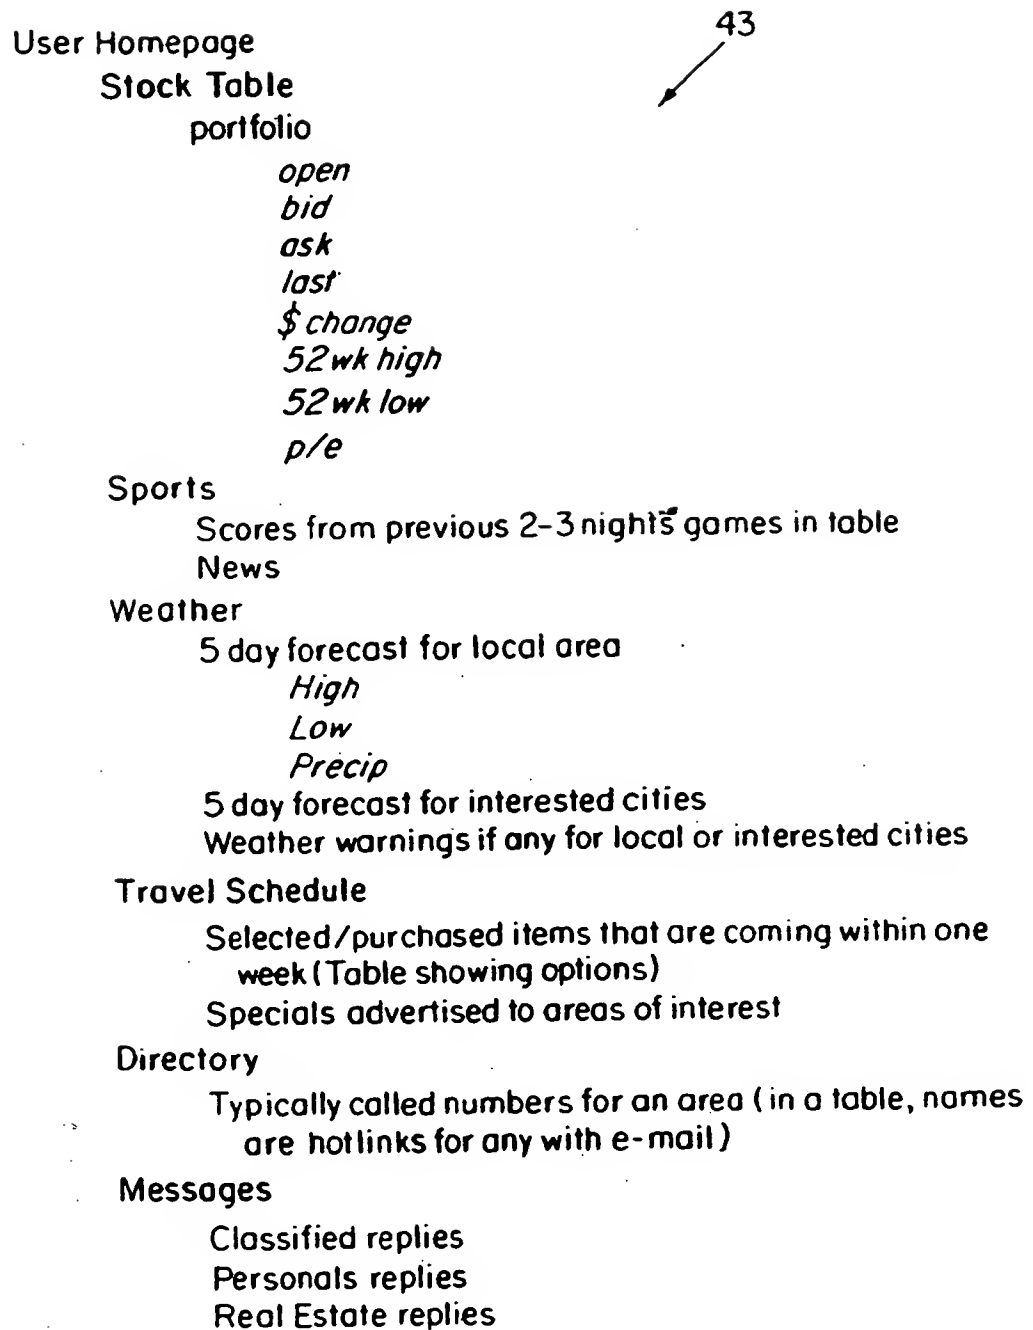 43
User Homepage
Stock Table
portfolio
open
bid
ask
last
$ change
52 wk high
52 wk low
p/e
Sports
Scores from previous 2-3 nights games in table
News
Weather
5 day forecast for local area
High
Low
Precip
5 day forecast for interested cities
Weather warnings if any for local or interested cities
Travel Schedule
Selected/purchased items that are coming within one
week (Table showing options)
Specials advertised to areas of interest
Directory
Typically called numbers for an area (in a table, names
are hotlinks for any with e-mail)
Messages
Classified replies
Personals replies
Real Estate replies